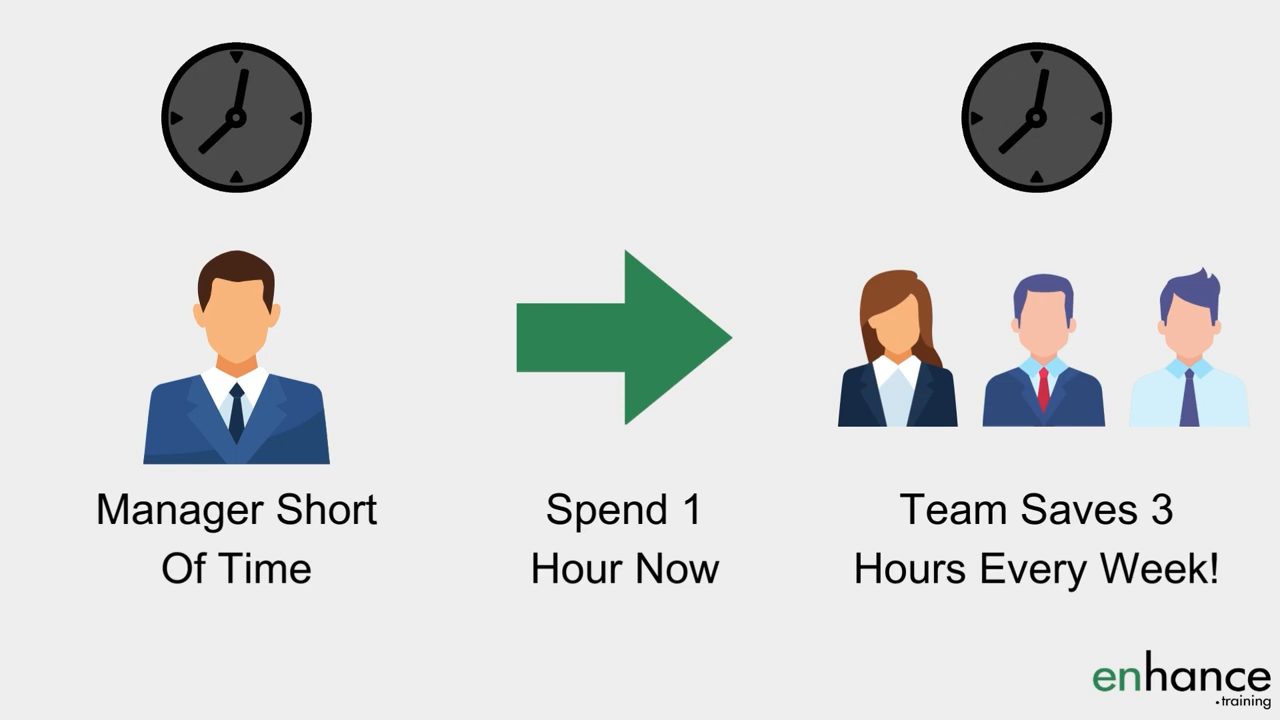 Manager Short
Of Time
Spend 1
Hour Now
Team Saves 3
Hours Every Week!
enhance
.training